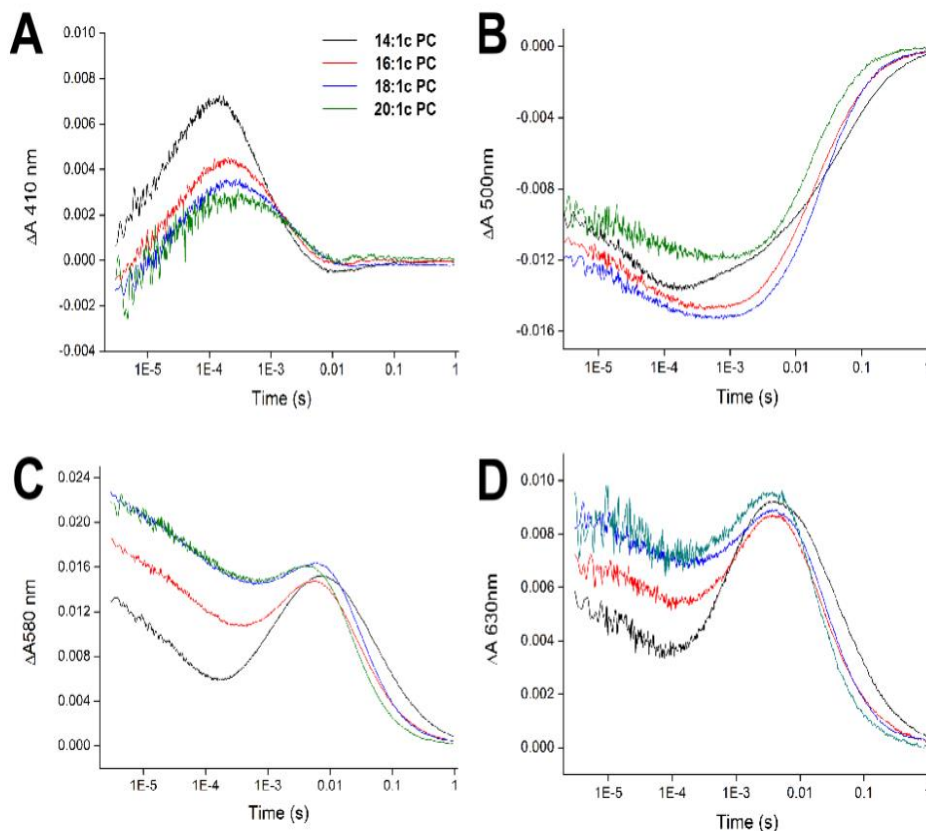 A
0.010
0.008
0.006
0.004
0.002
0.000
-0.002
-0.004
ΔA 410 nm
14:1c PC
16:1c PC
18:1c PC
20:1c PC
1E-5 1E-4 1E-3 0.01 0.1 1
Time (s)
B
0.000
-0.004
-0.008
-0.012
-0.016
ΔA 500nm
1E-5 1E-4 1E-3 0.01 0.1
Time (s)
C
0.024
0.020
0.016
0.012
0.008
0.004
0.000
ΔA580 nm
1E-5 1E-4 1E-3 0.01 0.1 1
Time (s)
D
0.010
0.008
0.006
0.004
0.002
0.000
ΔA 630nm
1E-5 1E-4 1E-3 0.01 0.1
Time (s)